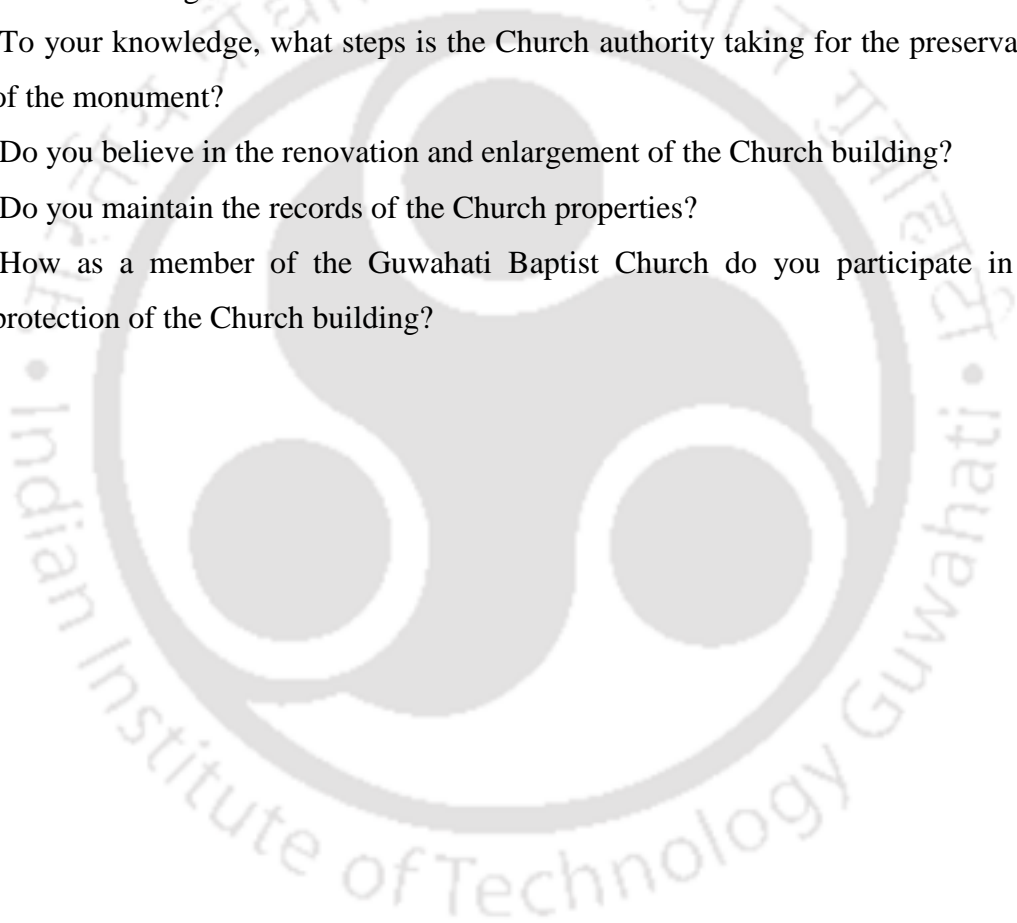 To your knowledge, what steps is the Church authority taking for the
of the monument?
Do you believe in the renovation and enlargement of the Church building?
Do you maintain the records of the Church properties?
How as a member of the Guwahati Baptist Church do you participate in
protection of the Church building?
Indian Institute of Technology Guwahati